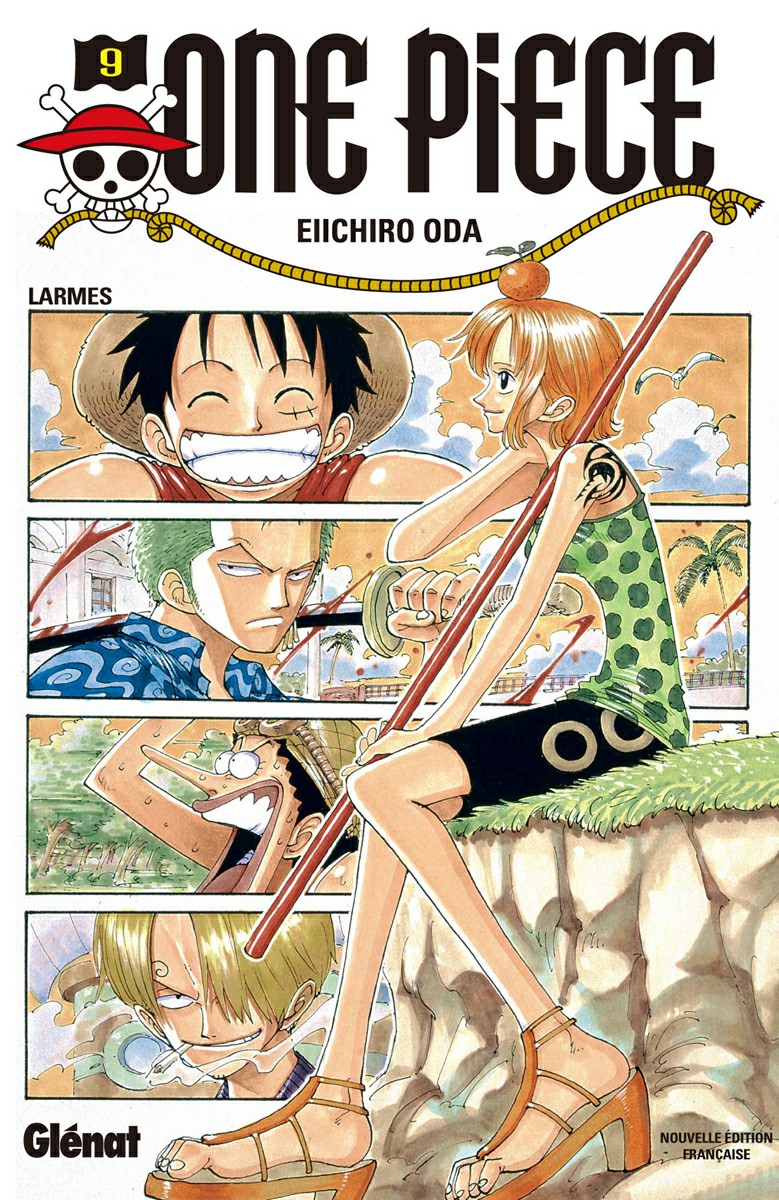 9
ONE PIECE
EIICHIRO ODA
LARMES
Glénat
NOUVELLE ÉDITION
FRANÇAISE